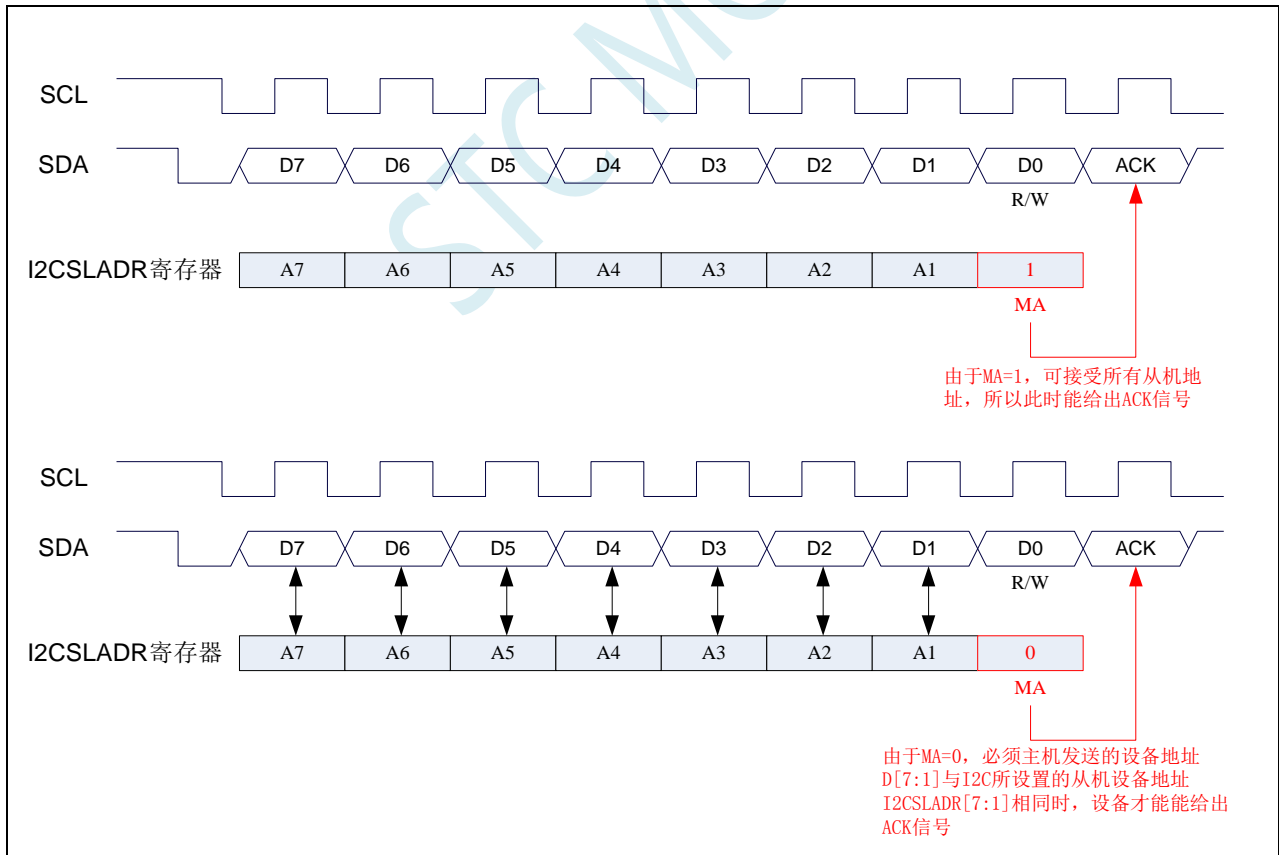 STC MC
SCL
SDA D7 D6 D5 D4 D3 D2 D1 D0 ACK
R/W
I2CSLADR寄存器 A7 A6 A5 A4 A3 A2 A1 1
MA
由于MA=1，可接受所有从机地
址，所以此时能给出ACK信号
SCL
SDA D7 D6 D5 D4 D3 D2 D1 D0 ACK
R/W
I2CSLADR寄存器 A7 A6 A5 A4 A3 A2 A1 0
MA
由于MA=0，必须主机发送的设备地址
D[7:1]与I2C所设置的从机设备地址
I2CSLADR[7:1]相同时，设备才能能给出
ACK信号